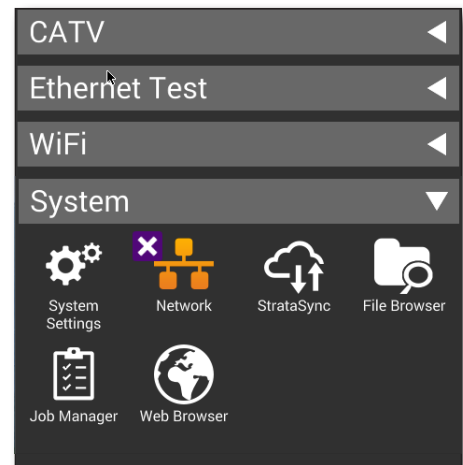 CATV
Ethernet Test
WiFi
System
System
Settings
Network
StrataSync
File Browser
Job Manager
Web Browser